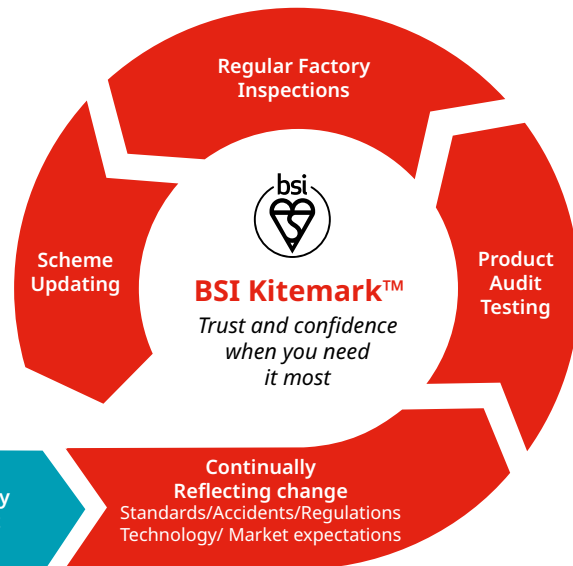 Regular Factory
Inspections
bsi
Scheme
Updating
BSI Kitemark™
Trust and confidence
when you need
it most
Product
Audit
Testing
Continually
Reflecting change
Standards/Accidents/Regulations
Technology/ Market expectations